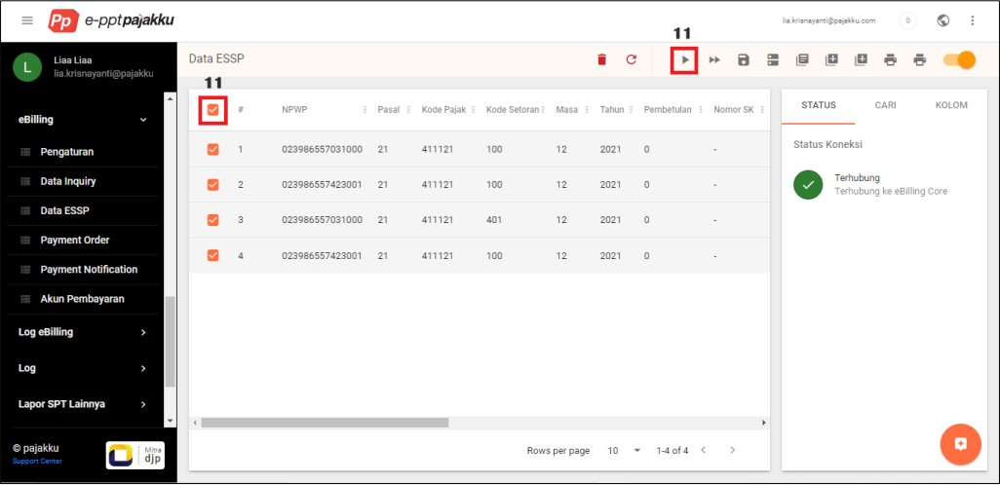 Pp e-pptpajakku
lia.krisnayanti@pajakku.com 0
L Liaa Liaa
lia.krisnayanti@pajakku
Data ESSP
11
11
eBilling
Pengaturan
Data Inquiry
Data ESSP
Payment Order
Payment Notification
Akun Pembayaran
Log eBilling
Log
Lapor SPT Lainnya
© pajakku
Support Center
Mitra
djp
# NPWP Pasal Kode Pajak Kode Setoran Masa Tahun Pembetulan Nomor SK
1 023986557031000 21 411121 100 12 2021 0 -
2 023986557423001 21 411121 100 12 2021 0 -
3 023986557031000 21 411121 401 12 2021 0 -
4 023986557423001 21 411121 100 12 2021 0 -
Rows per page 10 1-4 of 4
STATUS CARI KOLOM
Status Koneksi
Terhubung
Terhubung ke eBilling Core